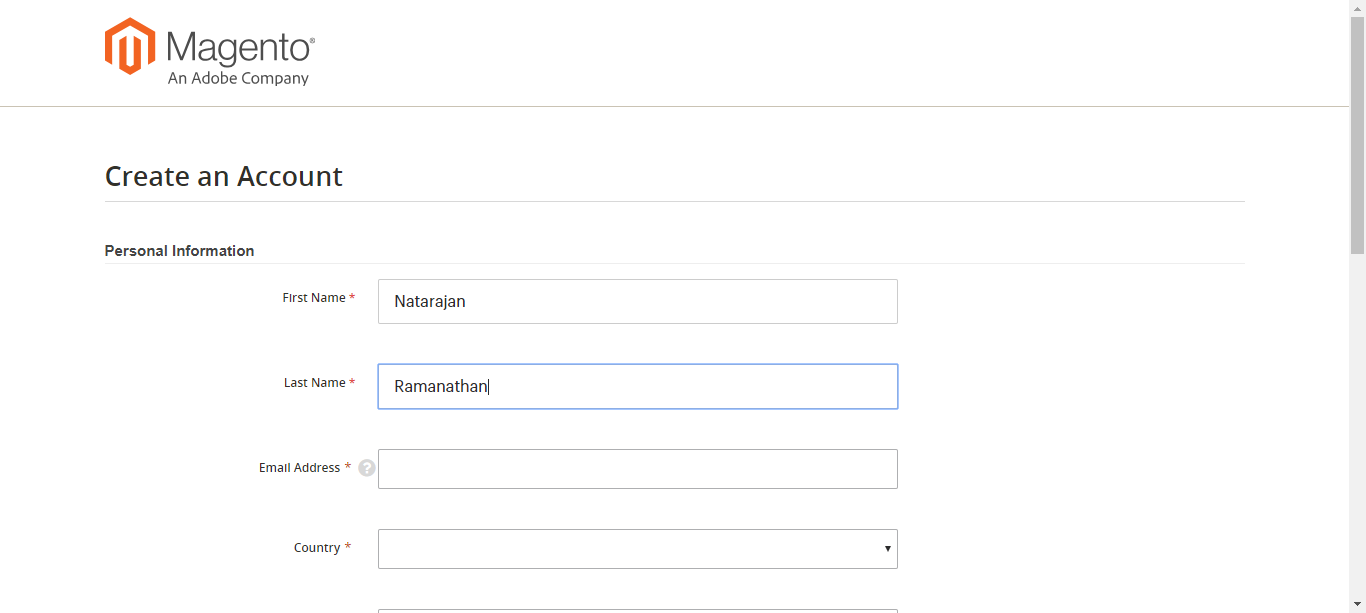 Magento®
An Adobe Company
Create an Account
Personal Information
First Name * Natarajan
Last Name * Ramanathan
Email Address * ?
Country *